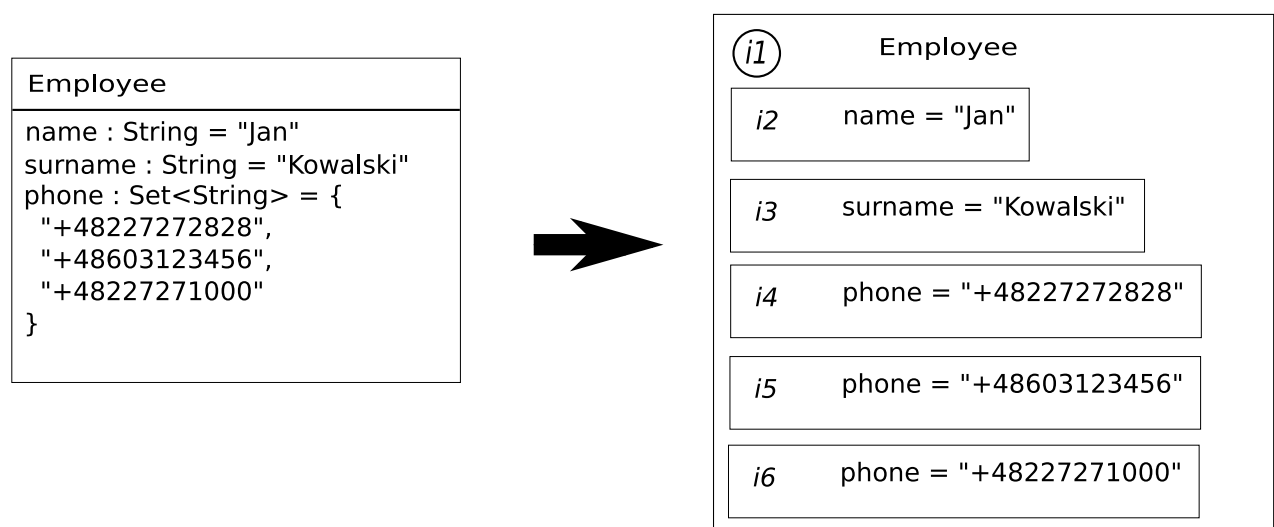 Employee
name : String = "Jan"
surname : String = "Kowalski"
phone : Set<String> = {
"+48227272828",
"+48603123456",
"+48227271000"
}
i1 Employee
i2 name = "Jan"
i3 surname = "Kowalski"
i4 phone = "+48227272828"
i5 phone = "+48603123456"
i6 phone = "+48227271000"